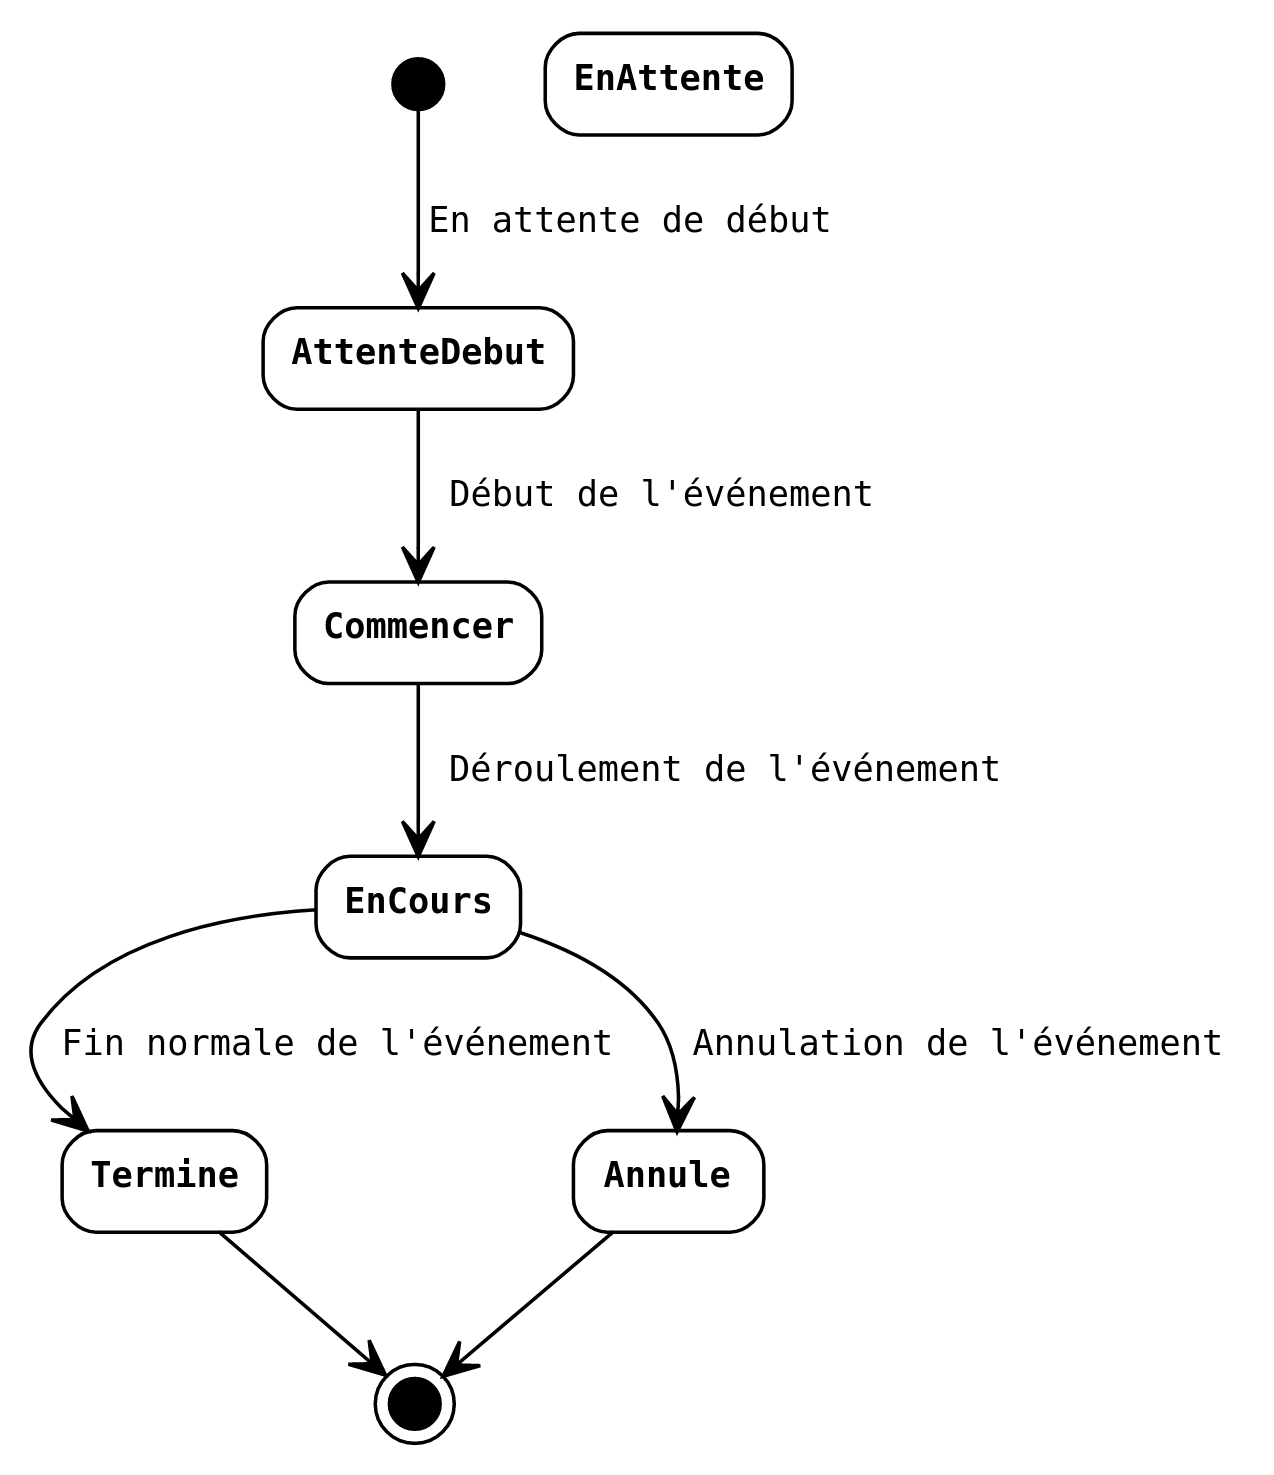 EnAttente
En attente de début
AttenteDebut
Début de l'événement
Commencer
Déroulement de l'événement
EnCours
Fin normale de l'événement
Annulation de l'événement
Termine
Annule